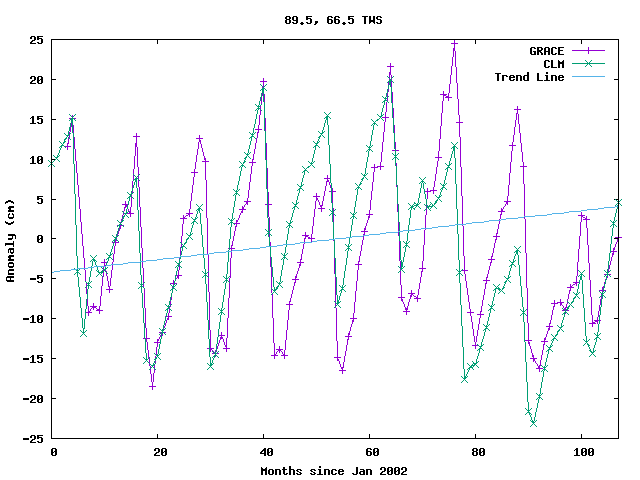 89.5, 66.5 TWS
GRACE
CLM
Trend Line
25
20
15
10
5
0
-5
-10
-15
-20
-25
Anomaly (cm)
0 20 40 60 80 100
Months since Jan 2002